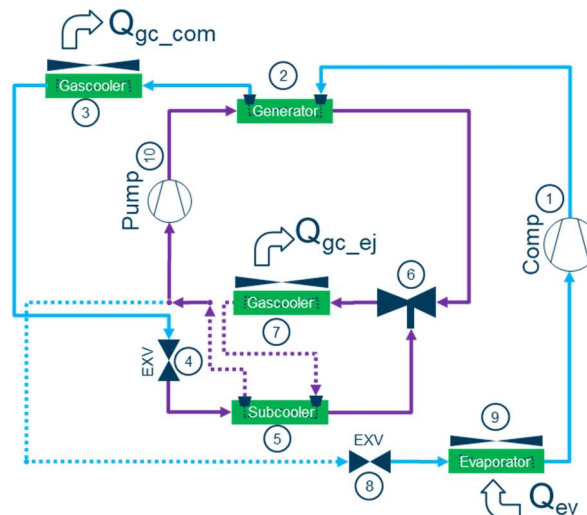 Qgc_com
2
Gascooler
Generator
3
10
Pump
1
Comp
Qgc_ej
6
Gascooler
7
EXV
4
Subcooler
5
EXV
8
9
Evaporator
Qev